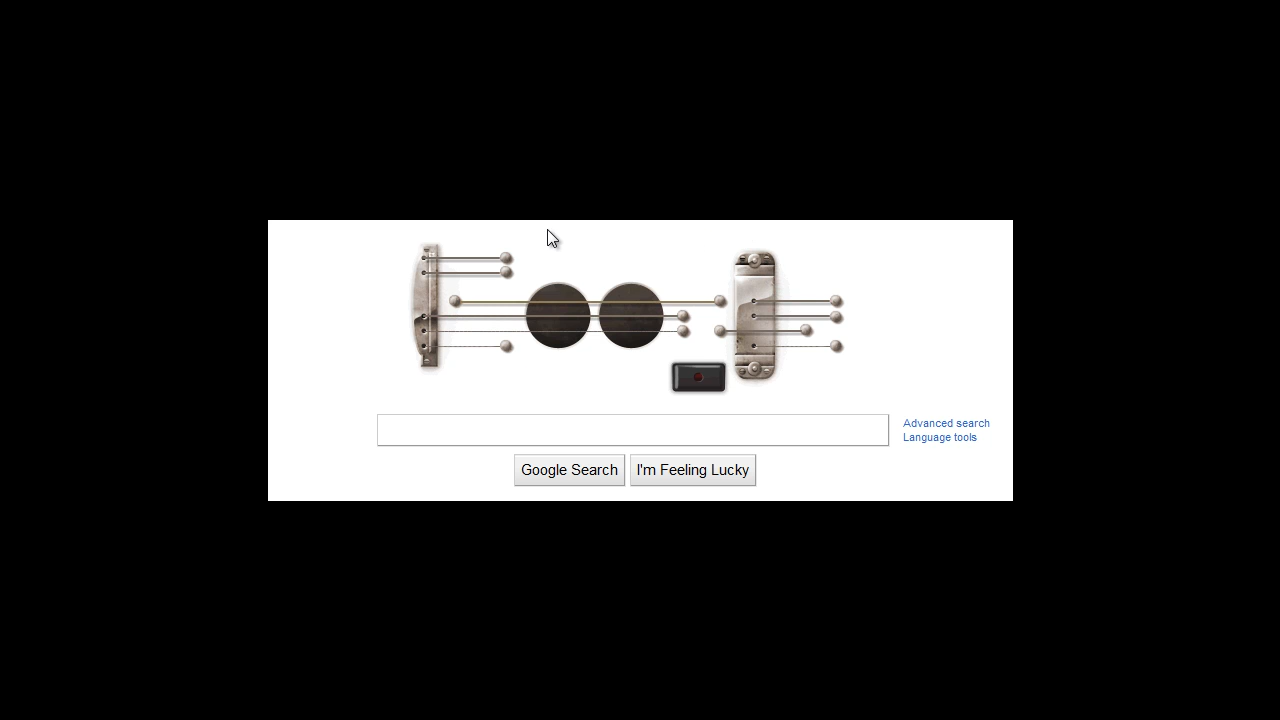 Advanced search
Language tools
Google Search
I'm Feeling Lucky